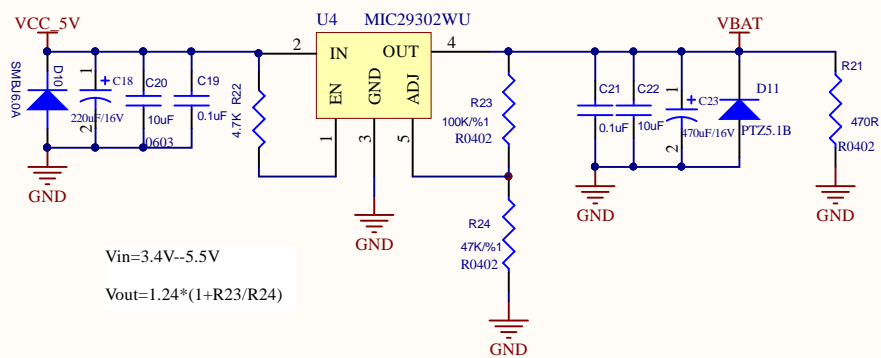 VCC_5V
U4 MIC29302WU
VBAT
2
IN
OUT
4
EN
GND
ADJ
1
3
5
SMBJ6.0A
D10
1
2
C18
220uF/16V
C20
10uF
0603
C19
0.1uF
R22
4.7K
GND
GND
R23
100K/%1
R0402
R24
47K/%1
R0402
GND
C21
0.1uF
C22
10uF
1
2
C23
470uF/16V
D11
PTZ5.1B
GND
R21
470R
R0402
GND
Vin=3.4V--5.5V
Vout=1.24*(1+R23/R24)